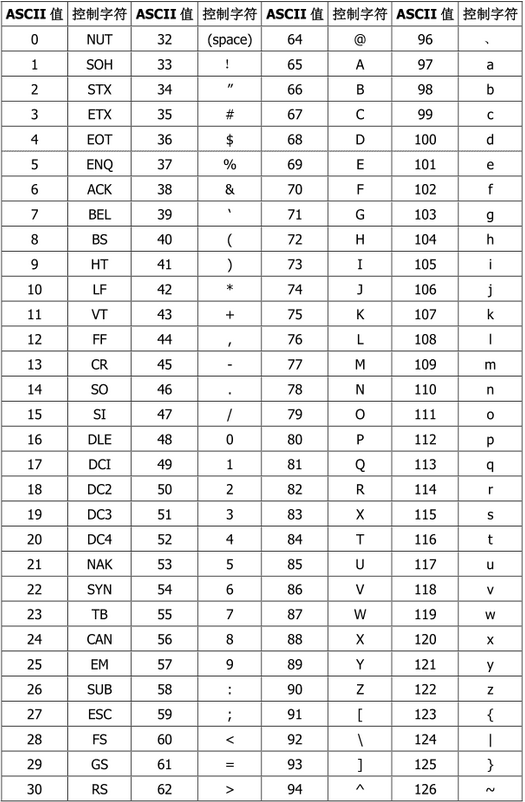 ASCII 值 控制字符 ASCII 值 控制字符 ASCII 值 控制字符 ASCII 值 控制字符
0 NUT 32 (space) 64 @ 96 、
1 SOH 33 ! 65 A 97 a
2 STX 34 ” 66 B 98 b
3 ETX 35 # 67 C 99 c
4 EOT 36 $ 68 D 100 d
5 ENQ 37 % 69 E 101 e
6 ACK 38 & 70 F 102 f
7 BEL 39 ‘ 71 G 103 g
8 BS 40 ( 72 H 104 h
9 HT 41 ) 73 I 105 i
10 LF 42 * 74 J 106 j
11 VT 43 + 75 K 107 k
12 FF 44 , 76 L 108 l
13 CR 45 - 77 M 109 m
14 SO 46 . 78 N 110 n
15 SI 47 / 79 O 111 o
16 DLE 48 0 80 P 112 p
17 DCI 49 1 81 Q 113 q
18 DC2 50 2 82 R 114 r
19 DC3 51 3 83 X 115 s
20 DC4 52 4 84 T 116 t
21 NAK 53 5 85 U 117 u
22 SYN 54 6 86 V 118 v
23 TB 55 7 87 W 119 w
24 CAN 56 8 88 X 120 x
25 EM 57 9 89 Y 121 y
26 SUB 58 : 90 Z 122 z
27 ESC 59 ; 91 [ 123 {
28 FS 60 < 92 \ 124 |
29 GS 61 = 93 ] 125 }
30 RS 62 > 94 ^ 126 ~